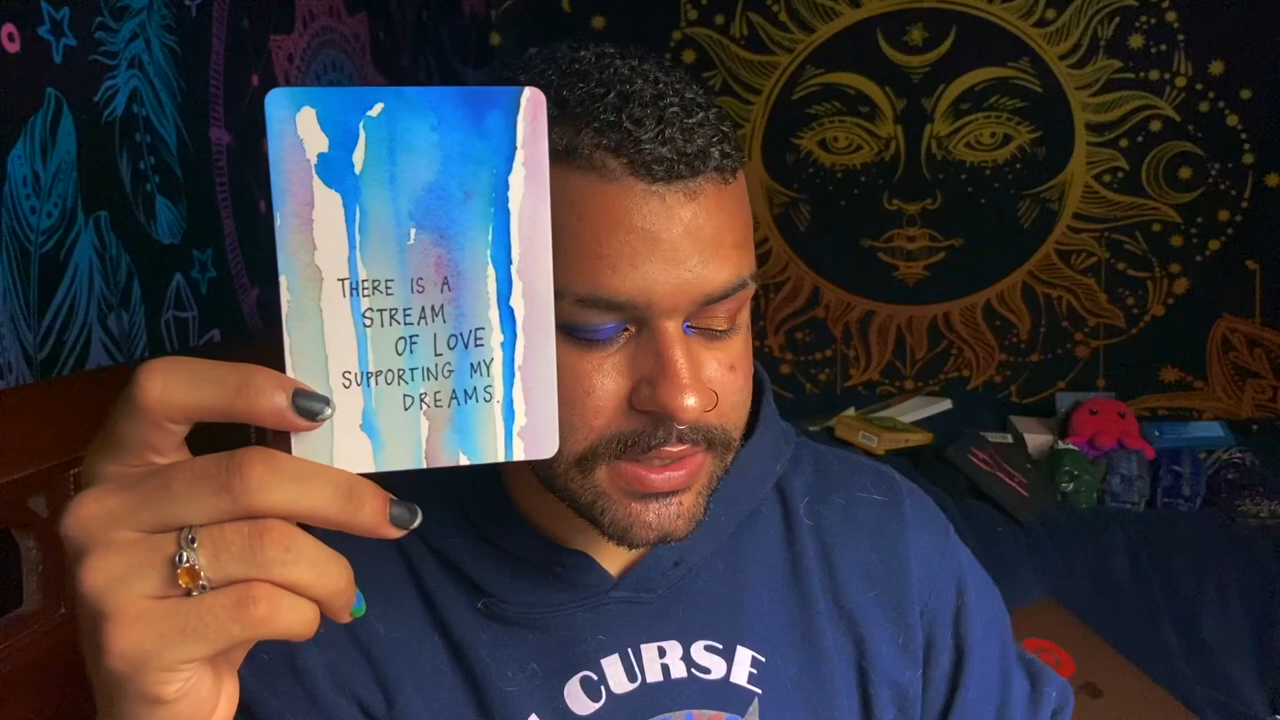 THERE IS A
STREAM
OF LOVE
SUPPORTING MY
DREAMS.
CURSE